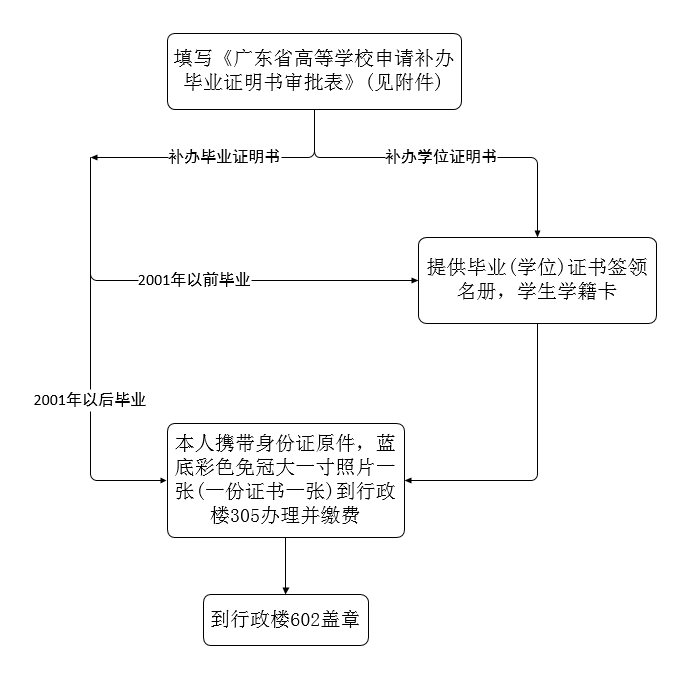 填写《广东省高等学校申请补办
毕业证明书审批表》(见附件)
补办毕业证明书
补办学位证明书
提供毕业(学位)证书签领
名册，学生学籍卡
2001年以前毕业
2001年以后毕业
本人携带身份证原件，蓝
底彩色免冠大一寸照片一
张(一份证书一张)到行政
楼305办理并缴费
到行政楼602盖章